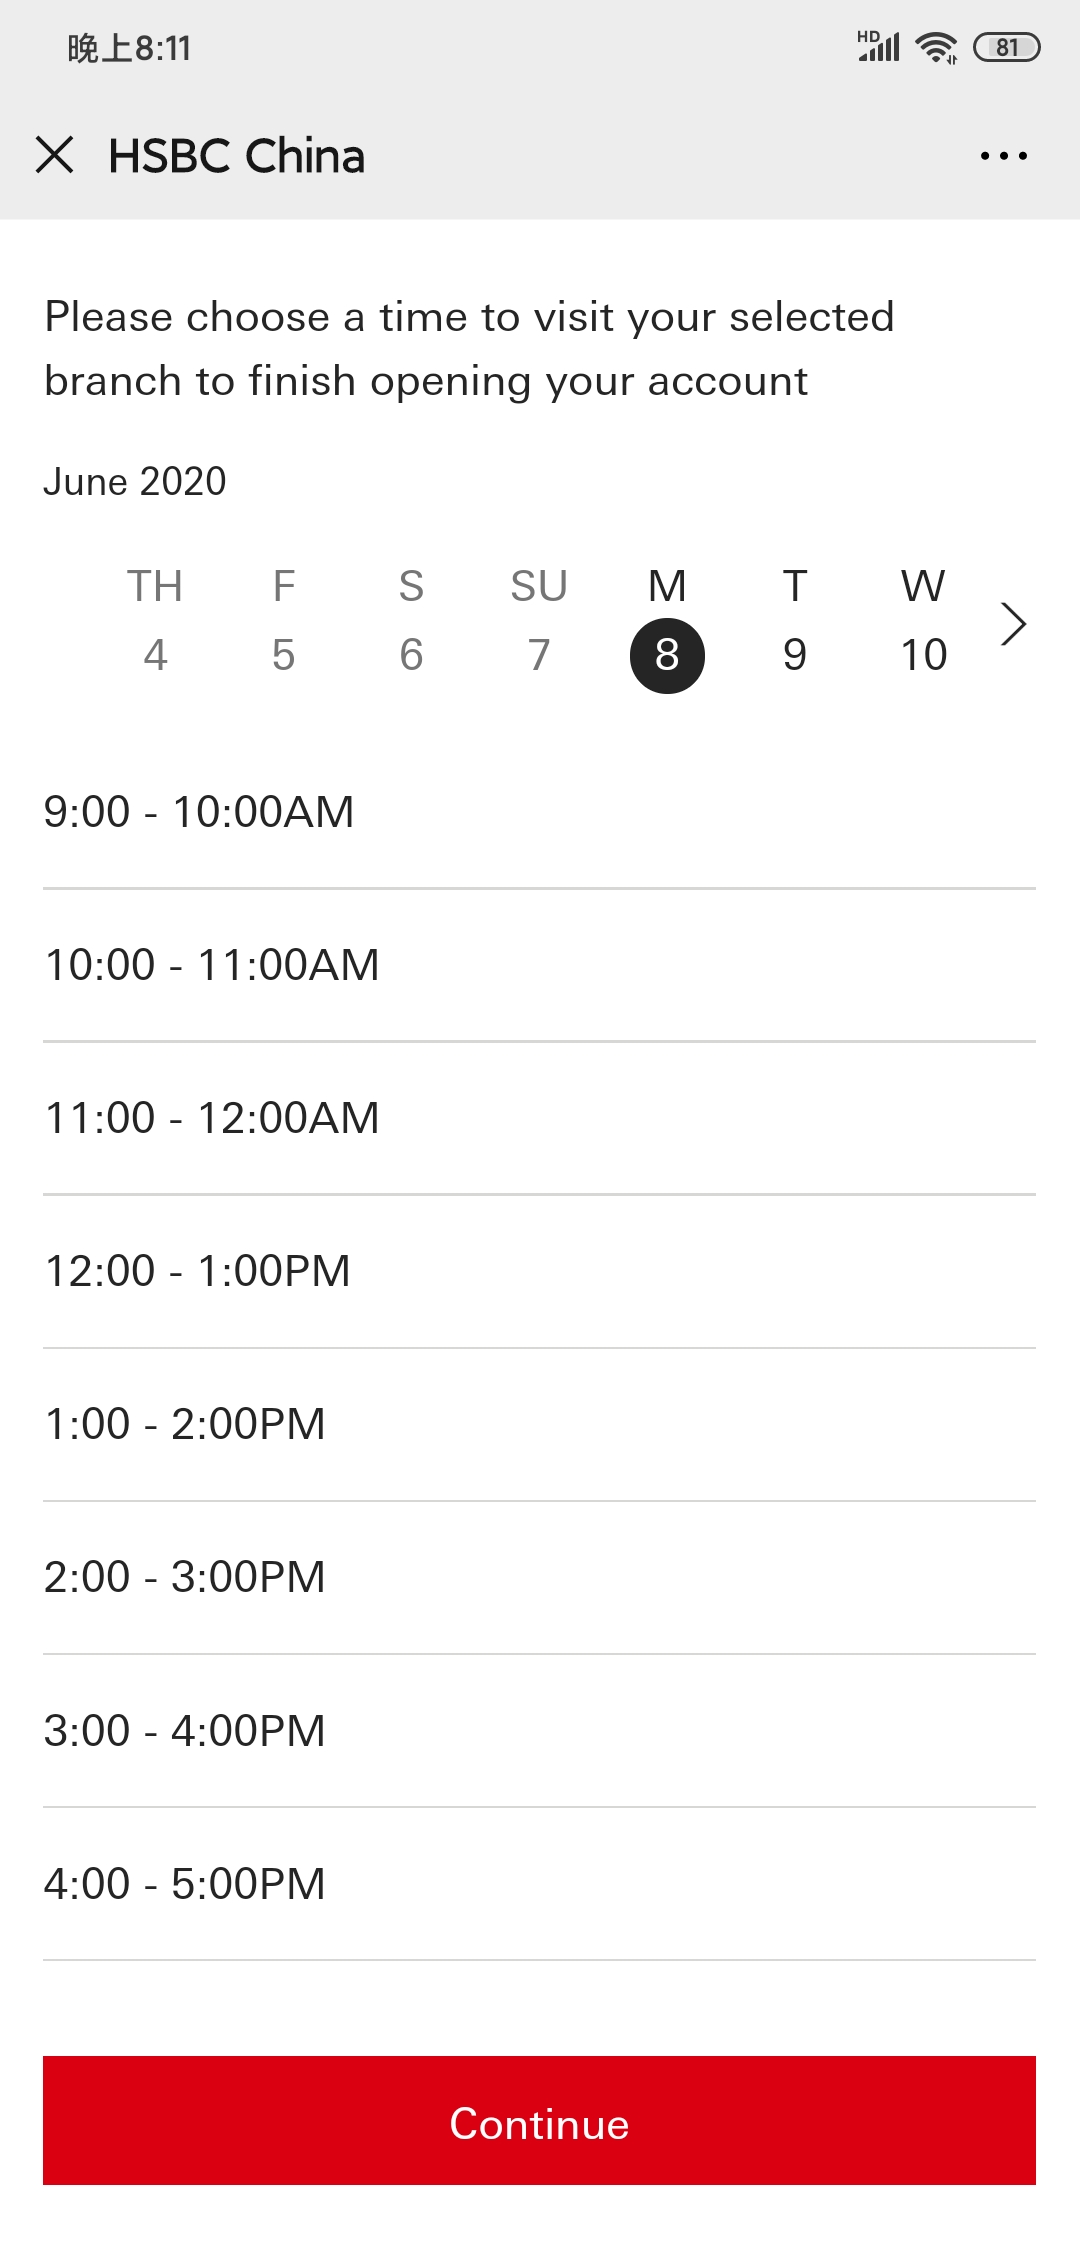 晚上8:11
HD
81
HSBC China
Please choose a time to visit your selected
branch to finish opening your account
June 2020
TH F S SU M T W
4 5 6 7 8 9 10
9:00 - 10:00AM
10:00 - 11:00AM
11:00 - 12:00AM
12:00 - 1:00PM
1:00 - 2:00PM
2:00 - 3:00PM
3:00 - 4:00PM
4:00 - 5:00PM
Continue